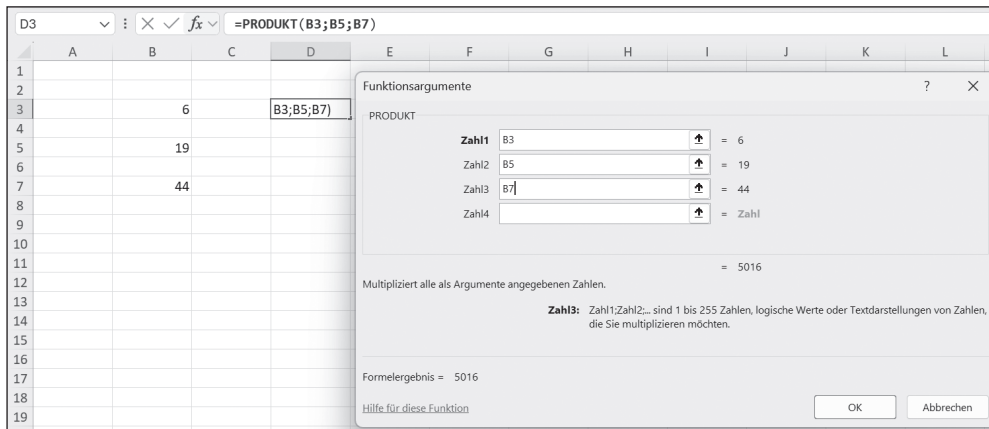 D3 fx =PRODUKT(B3;B5;B7)
A B C D E F G H I J K L
1
2
Funktionsargumente ? X
3 6 B3;B5;B7)
PRODUKT
4
Zahl1 B3 = 6
5 19
Zahl2 B5 = 19
6
7 44
Zahl3 B7 = 44
8
Zahl4 = Zahl
9
10
11
= 5016
12
Multipliziert alle als Argumente angegebenen Zahlen.
13
Zahl3: Zahl1;Zahl2;... sind 1 bis 255 Zahlen, logische Werte oder Textdarstellungen von Zahlen,
14
die Sie multiplizieren möchten.
15
16
17
Formelergebnis = 5016
18
Hilfe für diese Funktion OK Abbrechen
19